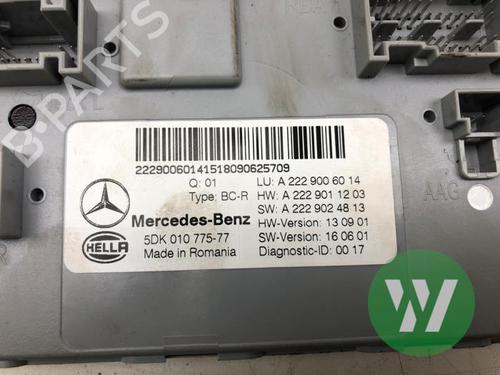 RBA
B-PARTS
L
22290060141518090625709
Q: 01
LU: A 222 900 60 14
Type: BC-R
HW: A 222 901 12 03
Mercedes-Benz
SW: A 222 902 48 13
HELLA
5DK 010 775-77
HW-Version: 13 09 01
Made in Romania
SW-Version: 16 06 01
Diagnostic-ID: 00 17
AAG
R
W